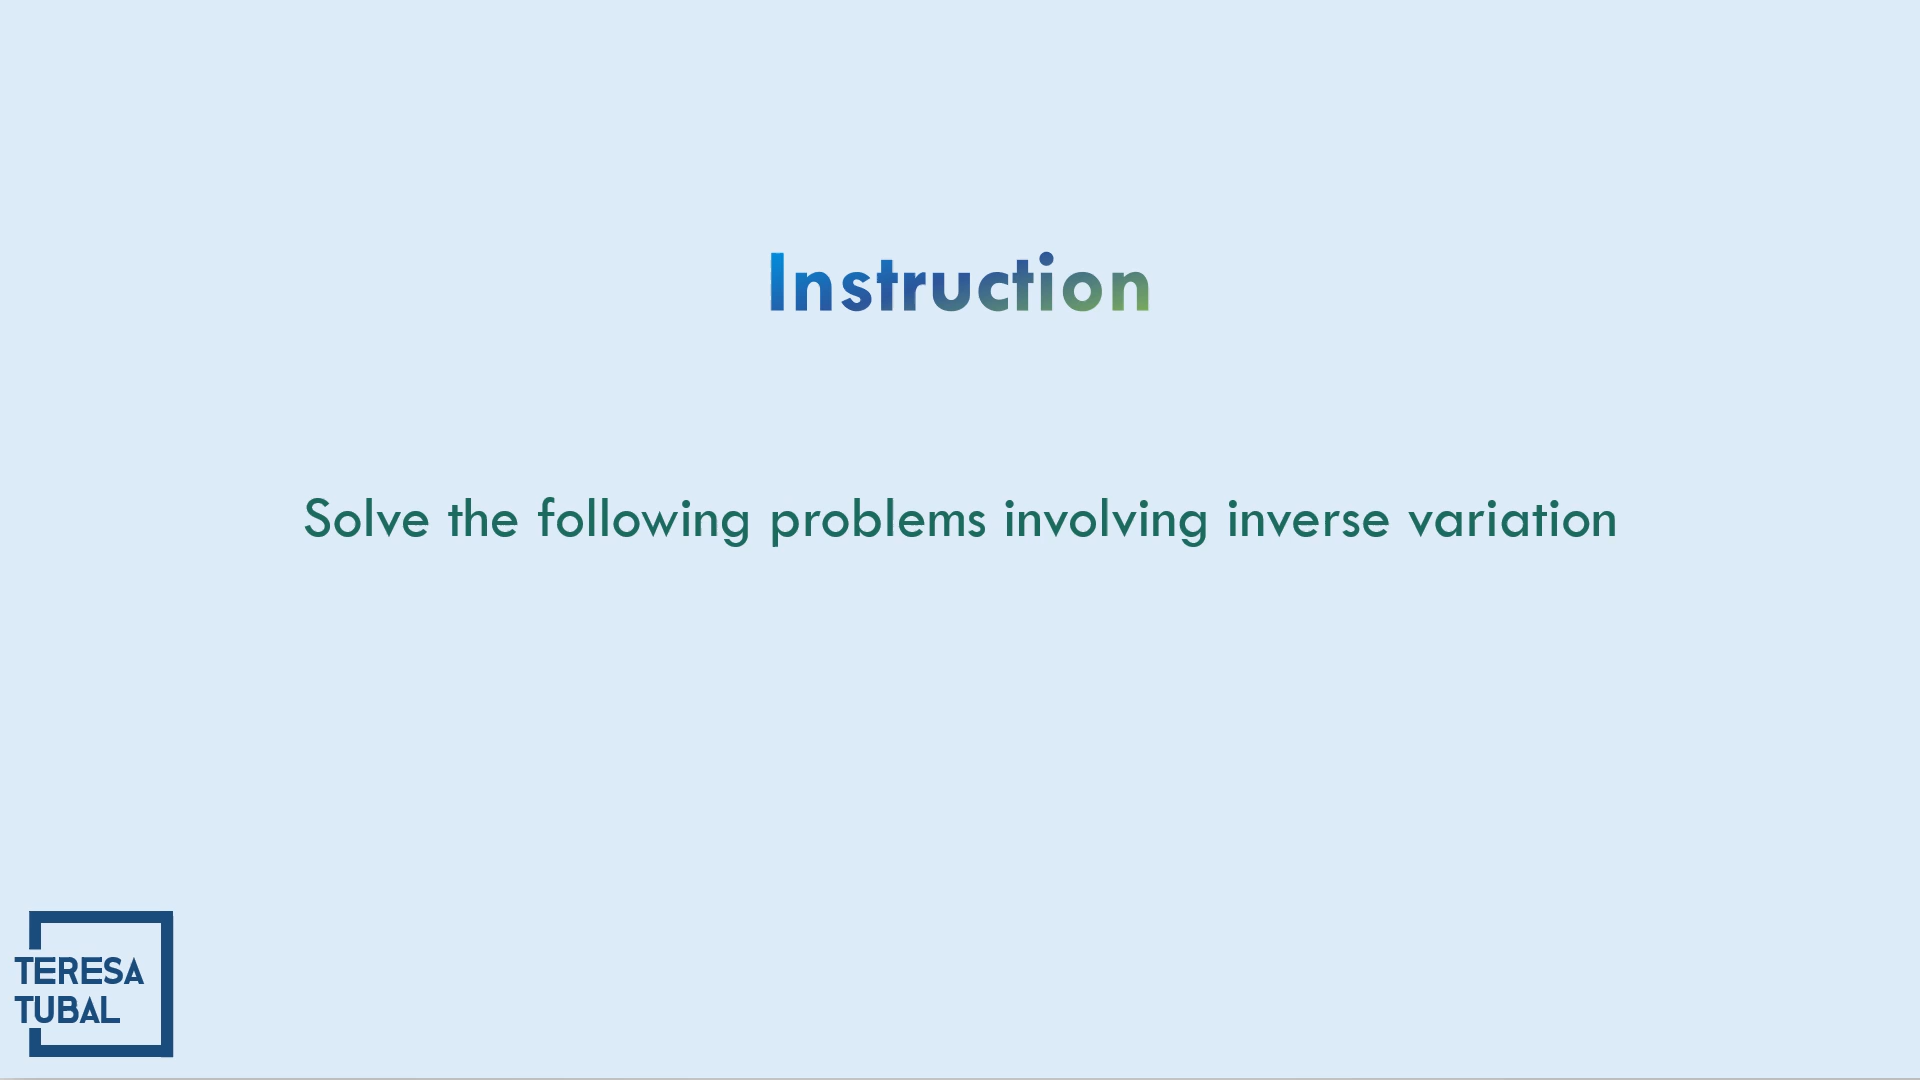 Instruction
Solve the following problems involving inverse variation
TERESA
TUBAL